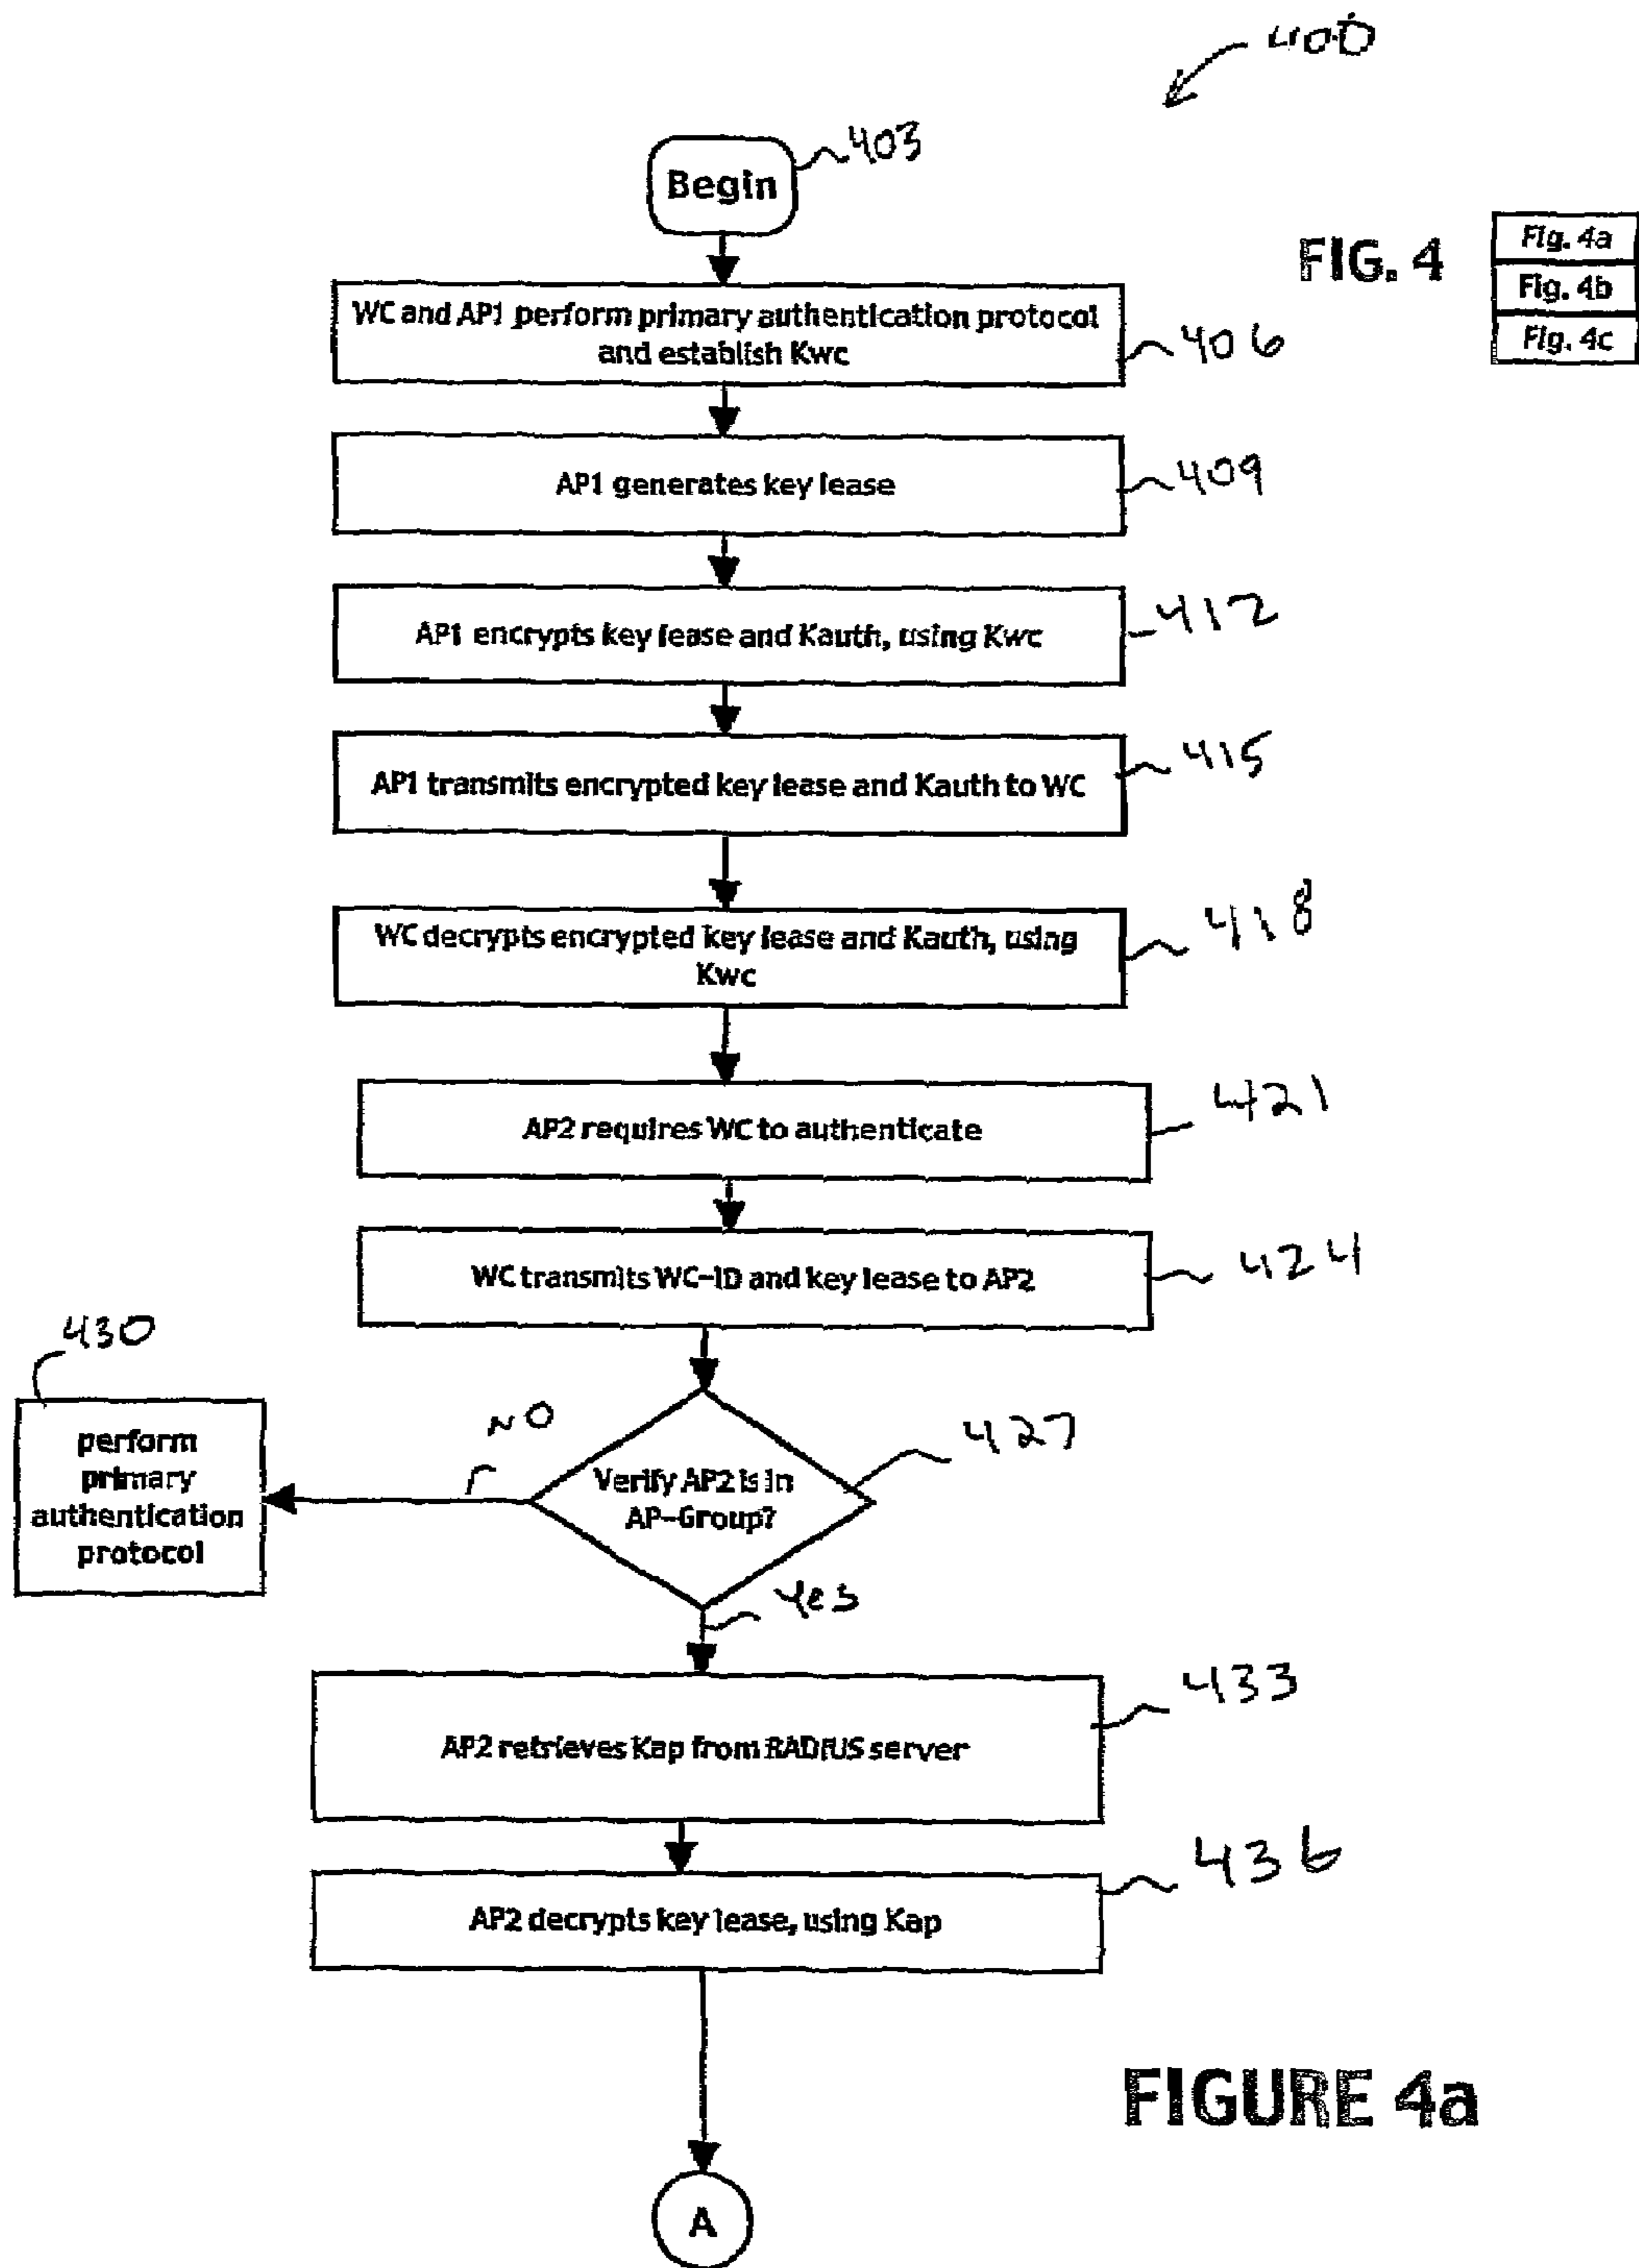 400
Begin
403
FIG. 4
Fig. 4a
Fig. 4b
Fig. 4c
WC and AP1 perform primary authentication protocol
and establish Kwc
406
AP1 generates key lease
409
AP1 encrypts key lease and Kauth, using Kwc
412
AP1 transmits encrypted key lease and Kauth to WC
415
WC decrypts encrypted key lease and Kauth, using
Kwc
418
AP2 requires WC to authenticate
421
WC transmits WC-ID and key lease to AP2
424
430
perform
primary
authentication
protocol
NO
Verify AP2 is in
AP-Group?
427
Yes
AP2 retrieves Kap from RADIUS server
433
AP2 decrypts key lease, using Kap
436
FIGURE 4a
A